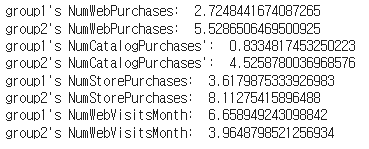 group1's NumWebPurchases:  2.7248441674087265
group2's NumWebPurchases:  5.5286506469500925
group1's NumCatalogPurchases':  0.8334817453250223
group2's NumCatalogPurchases':  4.5258780036968576
group1's NumStorePurchases:  3.6179875333926983
group2's NumStorePurchases:  8.11275415896488
group1's NumWebVisitsMonth:  6.658949243098842
group2's NumWebVisitsMonth:  3.9648798521256934